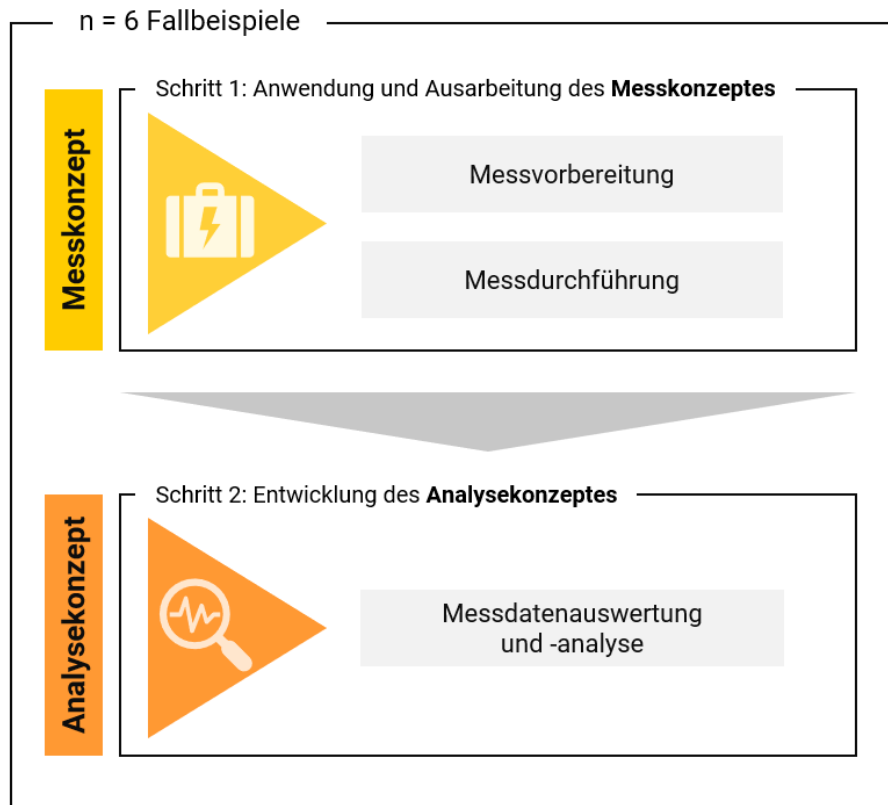 n = 6 Fallbeispiele
Messkonzept
Schritt 1: Anwendung und Ausarbeitung des Messkonzeptes
Messvorbereitung
Messdurchführung
Analysekonzept
Schritt 2: Entwicklung des Analysekonzeptes
Messdatenauswertung
und -analyse